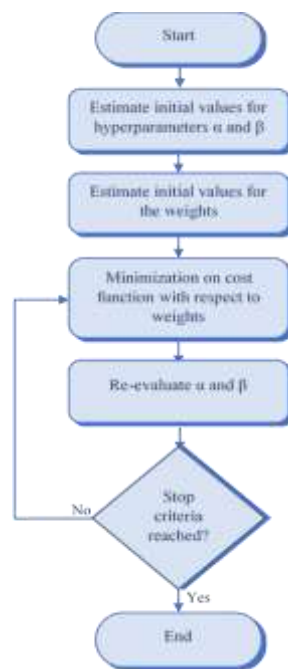 Start
Estimate initial values for
hyperparameters α and β
Estimate initial values for
the weights
Minimization on cost
function with respect to
weights
Re-evaluate α and β
Stop
criteria
reached?
No
Yes
End